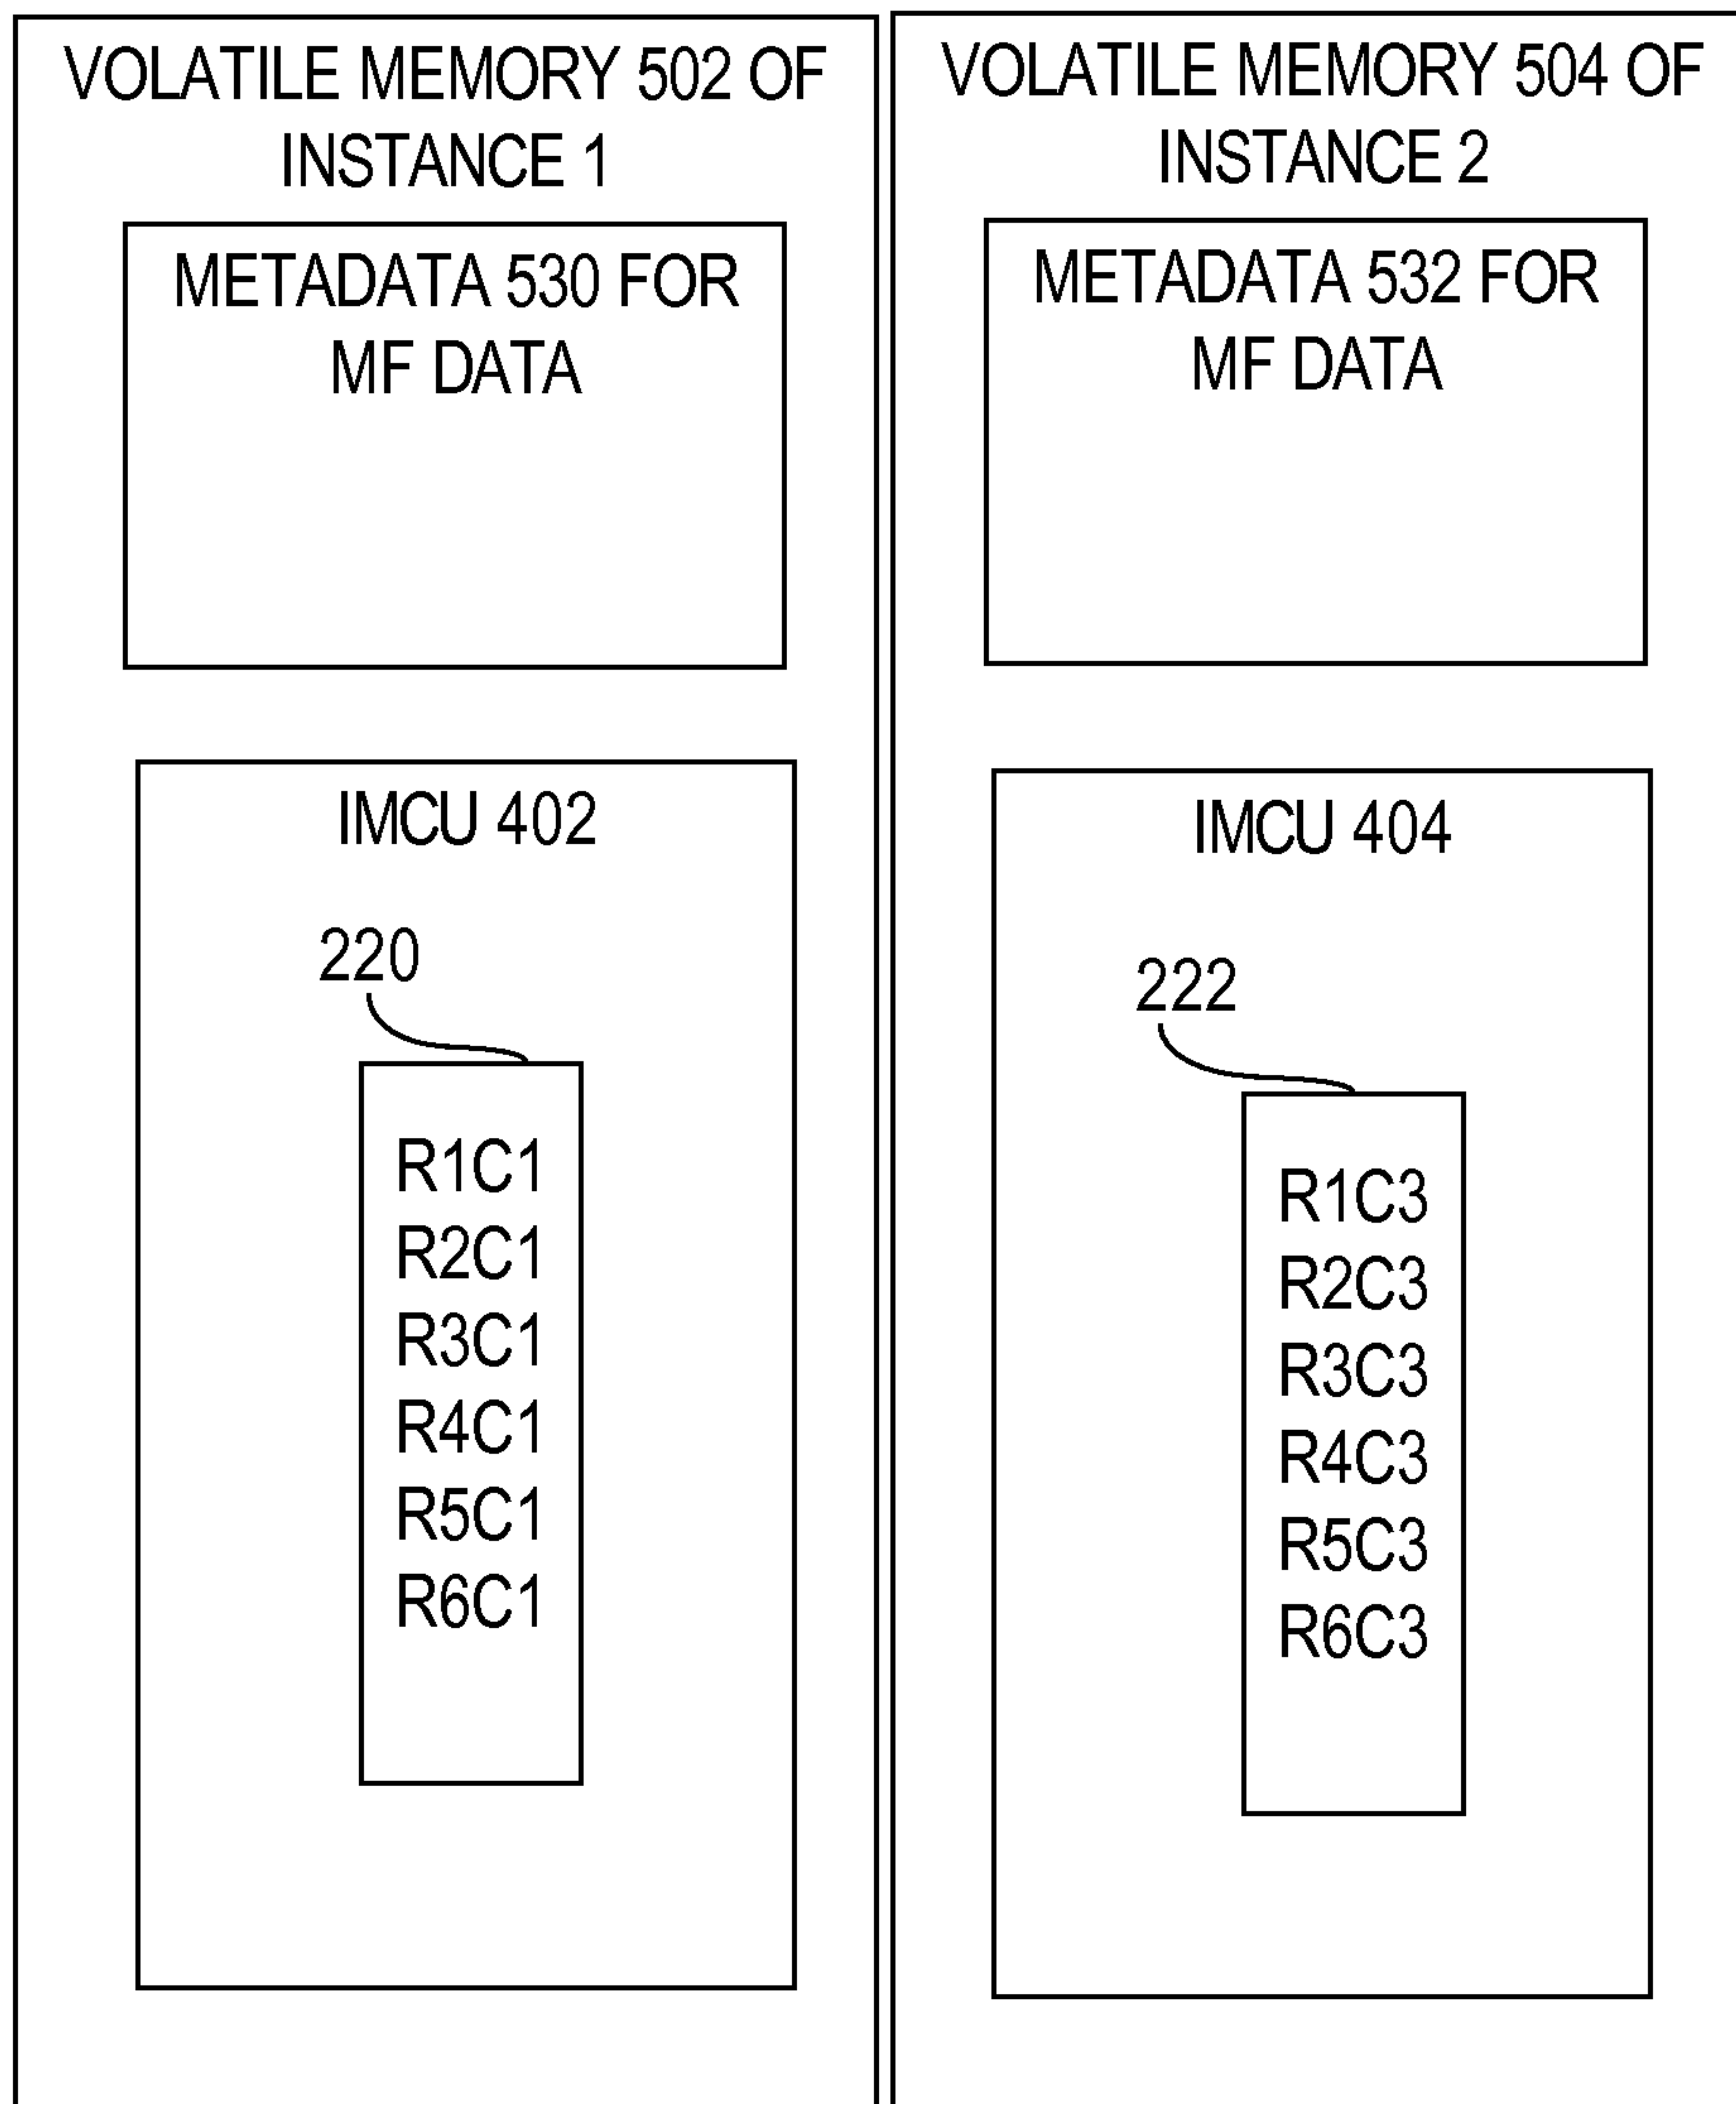 VOLATILE MEMORY 502 OF
INSTANCE 1
METADATA 530 FOR
MF DATA
IMCU 402
220
R1C1
R2C1
R3C1
R4C1
R5C1
R6C1
VOLATILE MEMORY 504 OF
INSTANCE 2
METADATA 532 FOR
MF DATA
IMCU 404
222
R1C3
R2C3
R3C3
R4C3
R5C3
R6C3